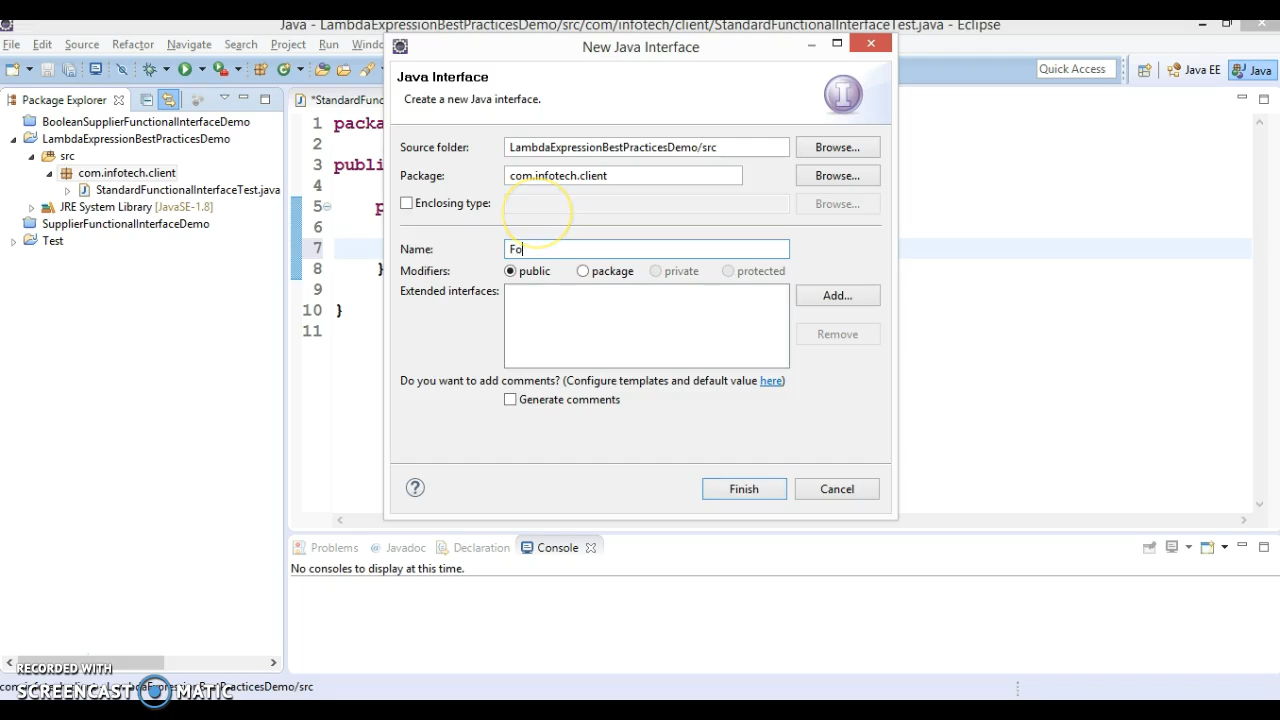 Java - LambdaExpressionBestPracticesDemo/src/com/infotech/client/StandardFunctionalInterfaceTest.java - Eclipse
File Edit Source Refactor Navigate Search Project Run Windo
Quick Access
Java EE
Java
Package Explorer
BooleanSupplierFunctionalInterfaceDemo
LambdaExpressionBestPracticesDemo
src
com.infotech.client
StandardFunctionalInterfaceTest.java
JRE System Library [JavaSE-1.8]
SupplierFunctionalInterfaceDemo
Test
*StandardFunc
1 packa
2
3 publi
4
5 p
6
7
8 }
9
10 }
11
New Java Interface
Java Interface
Create a new Java interface.
Source folder: LambdaExpressionBestPracticesDemo/src Browse...
Package: com.infotech.client Browse...
Enclosing type: Browse...
Name: Fo
Modifiers: public package private protected
Extended interfaces: Add...
Remove
Do you want to add comments? (Configure templates and default value here)
Generate comments
? Finish Cancel
Problems @ Javadoc Declaration Console
No consoles to display at this time.
RECORDED WITH
SCREENCAST MATIC